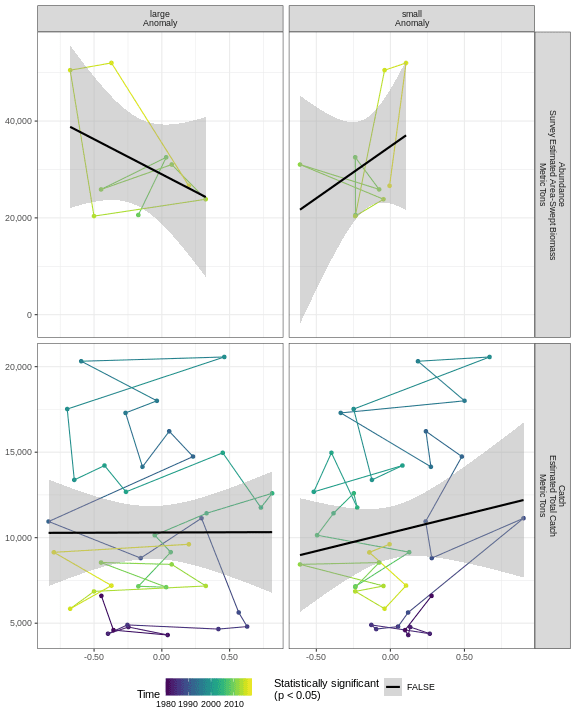 large
Anomaly
small
Anomaly
40,000
20,000
0
Abundance
Survey Estimated Area-Swept Biomass
Metric Tons
20,000
15,000
10,000
5,000
Catch
Estimated Total Catch
Metric Tons
-0.50 0.00 0.50 -0.50 0.00 0.50
Time
1980 1990 2000 2010
Statistically significant
(p < 0.05)
FALSE